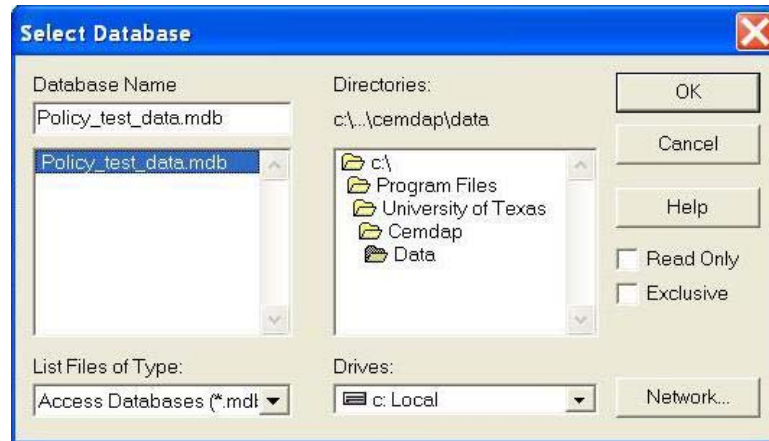 Select Database
Database Name
Policy_test_data.mdb
Policy_test_data.mdb
List Files of Type:
Access Databases (*.mdb
Directories:
c:\...\cemdap\data
c:\
Program Files
University of Texas
Cemdap
Data
Drives:
c: Local
OK
Cancel
Help
Read Only
Exclusive
Network...